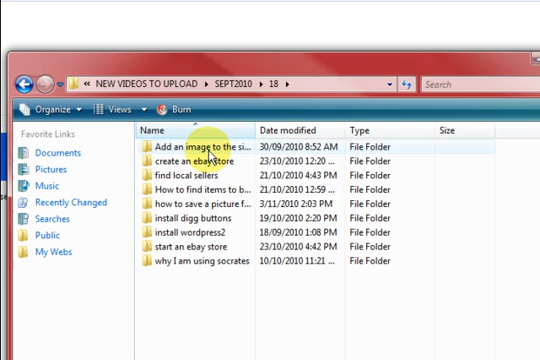 « NEW VIDEOS TO UPLOAD ▸ SEPT2010 ▸ 18 ▸ Search
Organize Views Burn
Favorite Links
Documents
Pictures
Music
Recently Changed
Searches
Public
My Webs
Name Date modified Type Size
Add an image to the si... 30/09/2010 8:52 AM File Folder
create an ebay store 23/10/2010 12:20 ... File Folder
find local sellers 21/10/2010 4:43 PM File Folder
How to find items to b... 21/10/2010 12:59 ... File Folder
how to save a picture f... 3/11/2010 2:03 PM File Folder
install digg buttons 19/10/2010 2:20 PM File Folder
install wordpress2 18/09/2010 1:08 PM File Folder
start an ebay store 23/10/2010 4:42 PM File Folder
why I am using socrates 10/10/2010 11:21 ... File Folder